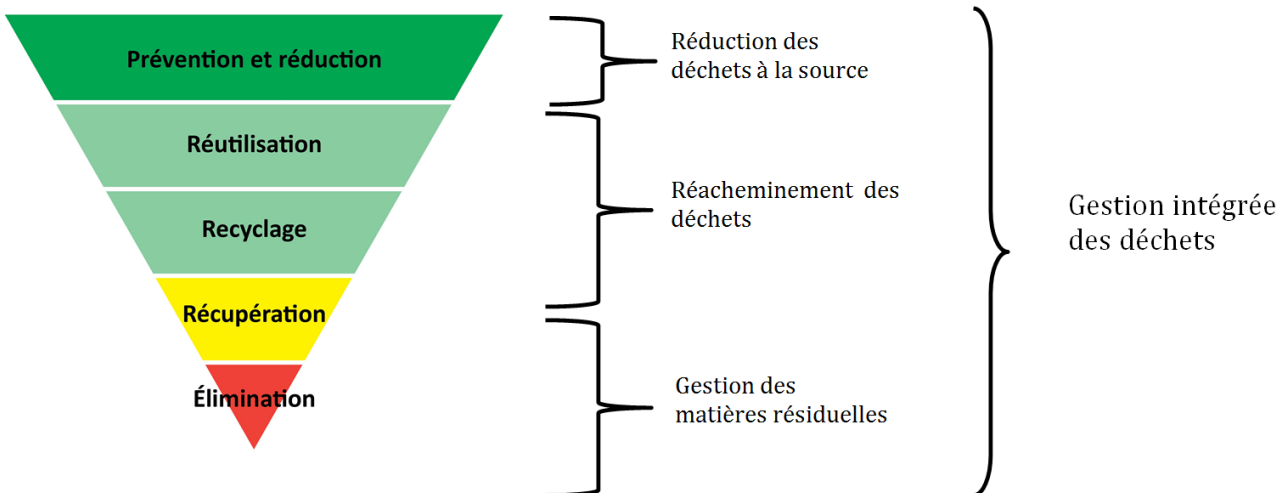 Prévention et réduction
Réutilisation
Recyclage
Récupération
Élimination
Réduction des
déchets à la source
Réacheminement des
déchets
Gestion des
matières résiduelles
Gestion intégrée
des déchets